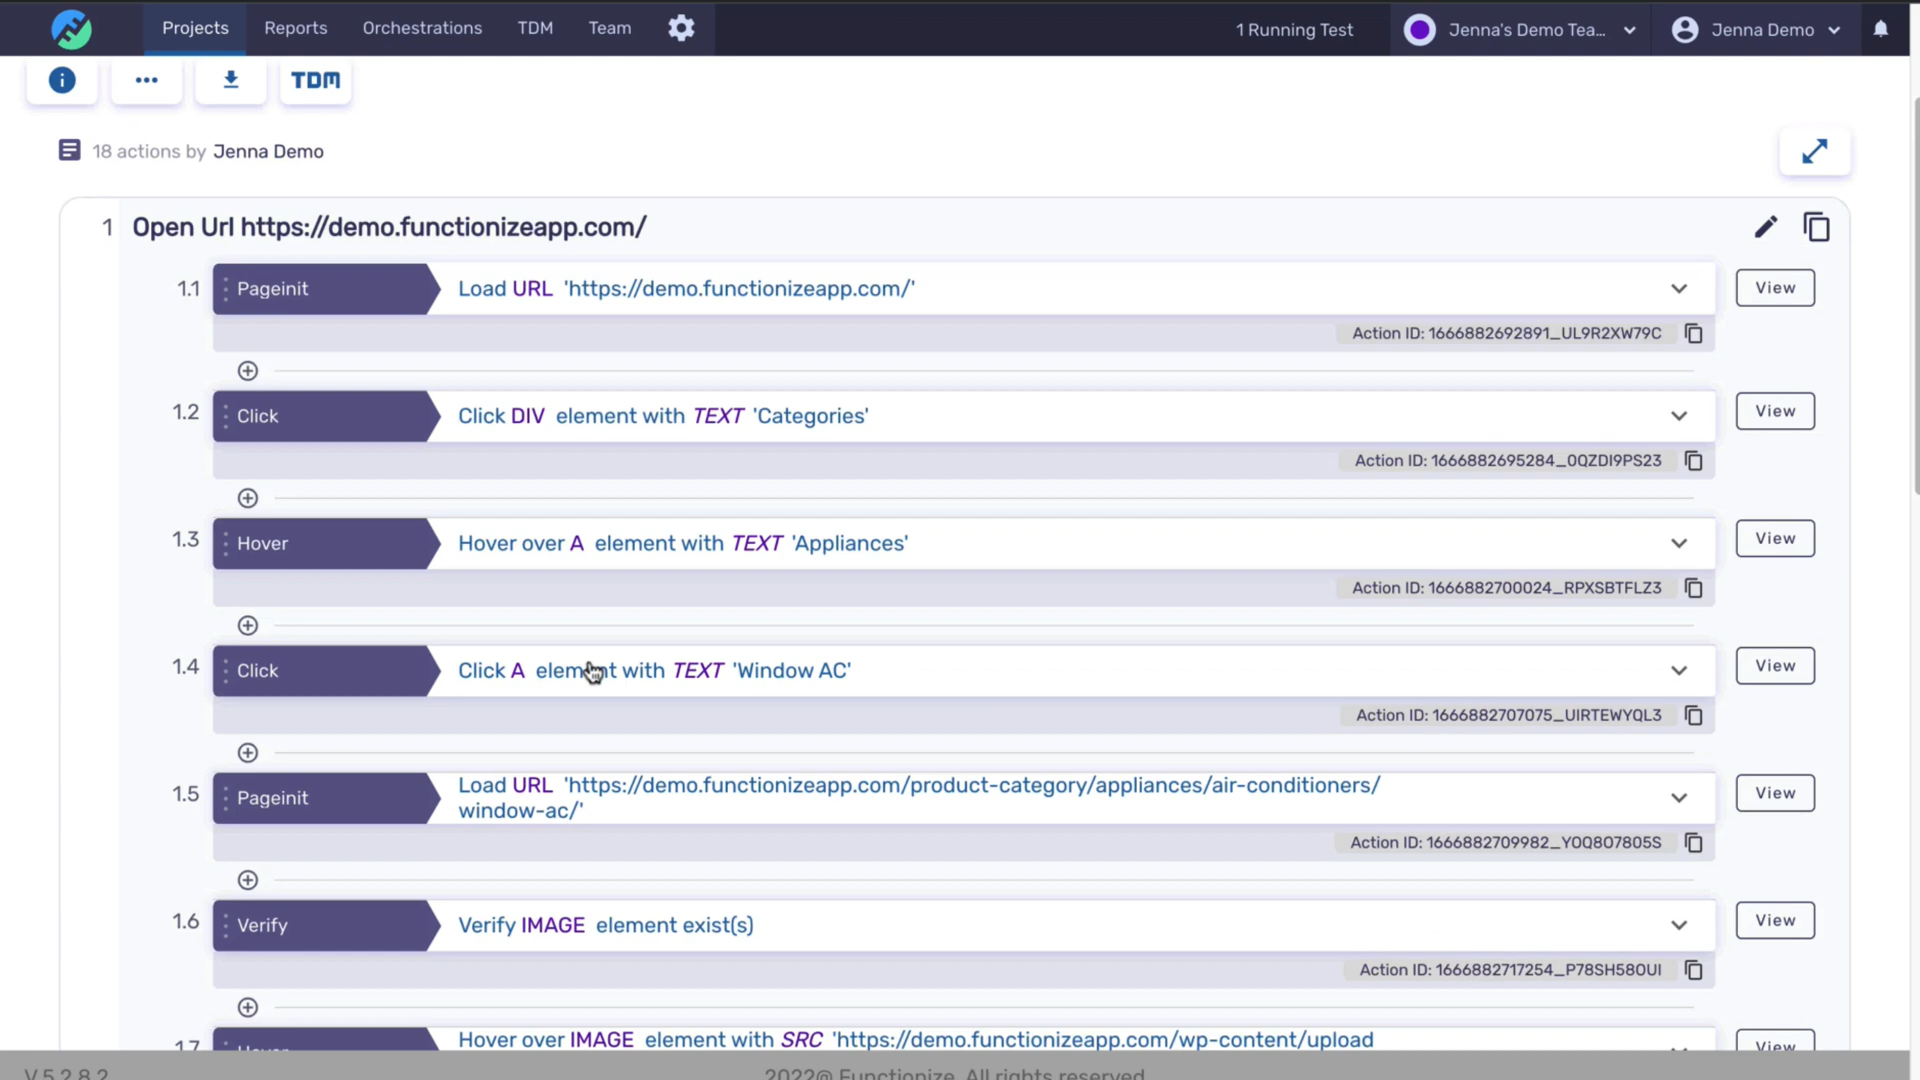 Projects Reports Orchestrations TDM Team 1 Running Test Jenna's Demo Tea... Jenna Demo
TDM
18 actions by Jenna Demo
1 Open Url https://demo.functionizeapp.com/
1.1 Pageinit Load URL 'https://demo.functionizeapp.com/' View
Action ID: 1666882692891_UL9R2XW79C
1.2 Click Click DIV element with TEXT 'Categories' View
Action ID: 1666882695284_0QZDI9PS23
1.3 Hover Hover over A element with TEXT 'Appliances' View
Action ID: 1666882700024_RPXSBTFLZ3
1.4 Click Click A element with TEXT 'Window AC' View
Action ID: 1666882707075_UIRTEWYQL3
1.5 Pageinit Load URL 'https://demo.functionizeapp.com/product-category/appliances/air-conditioners/
window-ac/' View
Action ID: 1666882709982_YOQ8O7805S
1.6 Verify Verify IMAGE element exist(s) View
Action ID: 1666882717254_P78SH58OUI
1.7 Hover Hover over IMAGE element with SRC 'https://demo.functionizeapp.com/wp-content/upload View
V.5.2.8.2 2022@ Functionize. All rights reserved